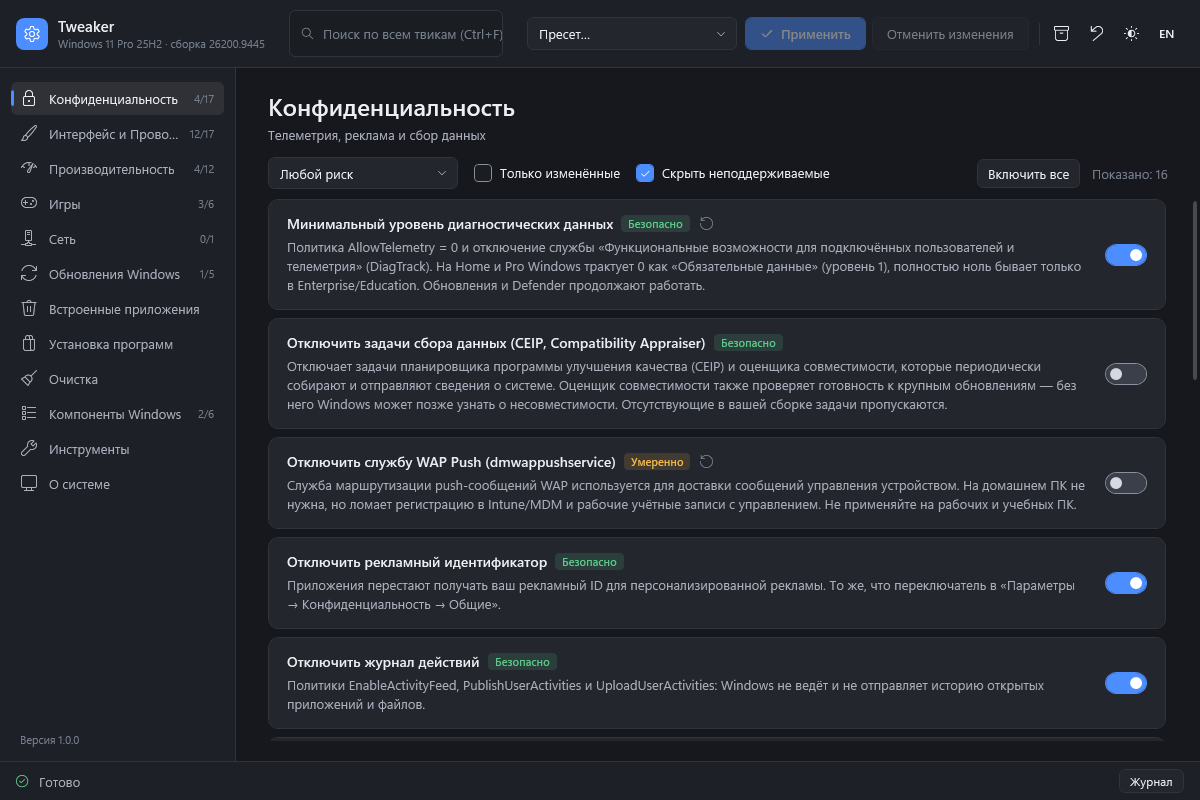 Tweaker
Windows 11 Pro 25H2 · сборка 26200.9445
Поиск по всем твикам (Ctrl+F)
Пресет...
Применить
Отменить изменения
EN
Конфиденциальность 4/17
Интерфейс и Прово... 12/17
Производительность 4/12
Игры 3/6
Сеть 0/1
Обновления Windows 1/5
Встроенные приложения
Установка программ
Очистка
Компоненты Windows 2/6
Инструменты
О системе
Версия 1.0.0
Конфиденциальность
Телеметрия, реклама и сбор данных
Любой риск
Только изменённые
Скрыть неподдерживаемые
Включить все
Показано: 16
Минимальный уровень диагностических данных Безопасно
Политика AllowTelemetry = 0 и отключение службы «Функциональные возможности для подключённых пользователей и
телеметрия» (DiagTrack). На Home и Pro Windows трактует 0 как «Обязательные данные» (уровень 1), полностью ноль бывает только
в Enterprise/Education. Обновления и Defender продолжают работать.
Отключить задачи сбора данных (CEIP, Compatibility Appraiser) Безопасно
Отключает задачи планировщика программы улучшения качества (CEIP) и оценщика совместимости, которые периодически
собирают и отправляют сведения о системе. Оценщик совместимости также проверяет готовность к крупным обновлениям — без
него Windows может позже узнать о несовместимости. Отсутствующие в вашей сборке задачи пропускаются.
Отключить службу WAP Push (dmwappushservice) Умеренно
Служба маршрутизации push-сообщений WAP используется для доставки сообщений управления устройством. На домашнем ПК не
нужна, но ломает регистрацию в Intune/MDM и рабочие учётные записи с управлением. Не применяйте на рабочих и учебных ПК.
Отключить рекламный идентификатор Безопасно
Приложения перестают получать ваш рекламный ID для персонализированной рекламы. То же, что переключатель в «Параметры
→ Конфиденциальность → Общие».
Отключить журнал действий Безопасно
Политики EnableActivityFeed, PublishUserActivities и UploadUserActivities: Windows не ведёт и не отправляет историю открытых
приложений и файлов.
Готово
Журнал